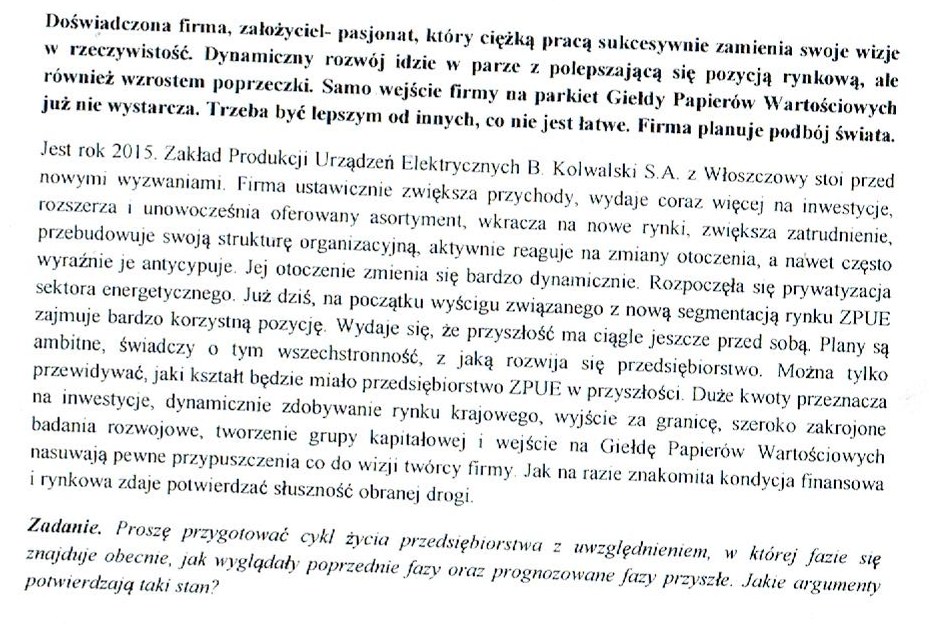 Doświadczona firma, założyciel- pasjonat, który ciężką pracą sukcesywnie zamienia swoje wizje
w rzeczywistość. Dynamiczny rozwój idzie w parze z polepszającą się pozycją rynkową, ale
również wzrostem poprzeczki. Samo wejście firmy na parkiet Giełdy Papierów Wartościowych
już nie wystarcza. Trzeba być lepszym od innych, co nie jest łatwe. Firma planuje podbój świata.
Jest rok 2015. Zakład Produkcji Urządzeń Elektrycznych B. Kolwalski S.A. z Włoszczowy stoi przed
nowymi wyzwaniami. Firma ustawicznie zwiększa przychody, wydaje coraz więcej na inwestycje,
rozszerza i unowocześnia oferowany asortyment, wkracza na nowe rynki, zwiększa zatrudnienie,
przebudowuje swoją strukturę organizacyjną, aktywnie reaguje na zmiany otoczenia, a nawet często
wyraźnie je antycypuje. Jej otoczenie zmienia się bardzo dynamicznie. Rozpoczęła się prywatyzacja
sektora energetycznego. Już dziś, na początku wyścigu związanego z nową segmentacją rynku ZPUE
zajmuje bardzo korzystną pozycję. Wydaje się, że przyszłość ma ciągle jeszcze przed sobą. Plany są
ambitne, świadczy o tym wszechstronność, z jaką rozwija się przedsiębiorstwo. Można tylko
przewidywać, jaki kształt będzie miało przedsiębiorstwo ZPUE w przyszłości. Duże kwoty przeznacza
na inwestycje, dynamicznie zdobywanie rynku krajowego, wyjście za granicę, szeroko zakrojone
badania rozwojowe, tworzenie grupy kapitałowej i wejście na Giełdę Papierów Wartościowych
nasuwają pewne przypuszczenia co do wizji twórcy firmy. Jak na razie znakomita kondycja finansowa
i rynkowa zdaje potwierdzać słuszność obranej drogi.
Zadanie. Proszę przygotować cykl życia przedsiębiorstwa z uwzględnieniem, w której fazie się
znajduje obecnie, jak wyglądały poprzednie fazy oraz prognozowane fazy przyszłe. Jakie argumenty
potwierdzają taki stan?